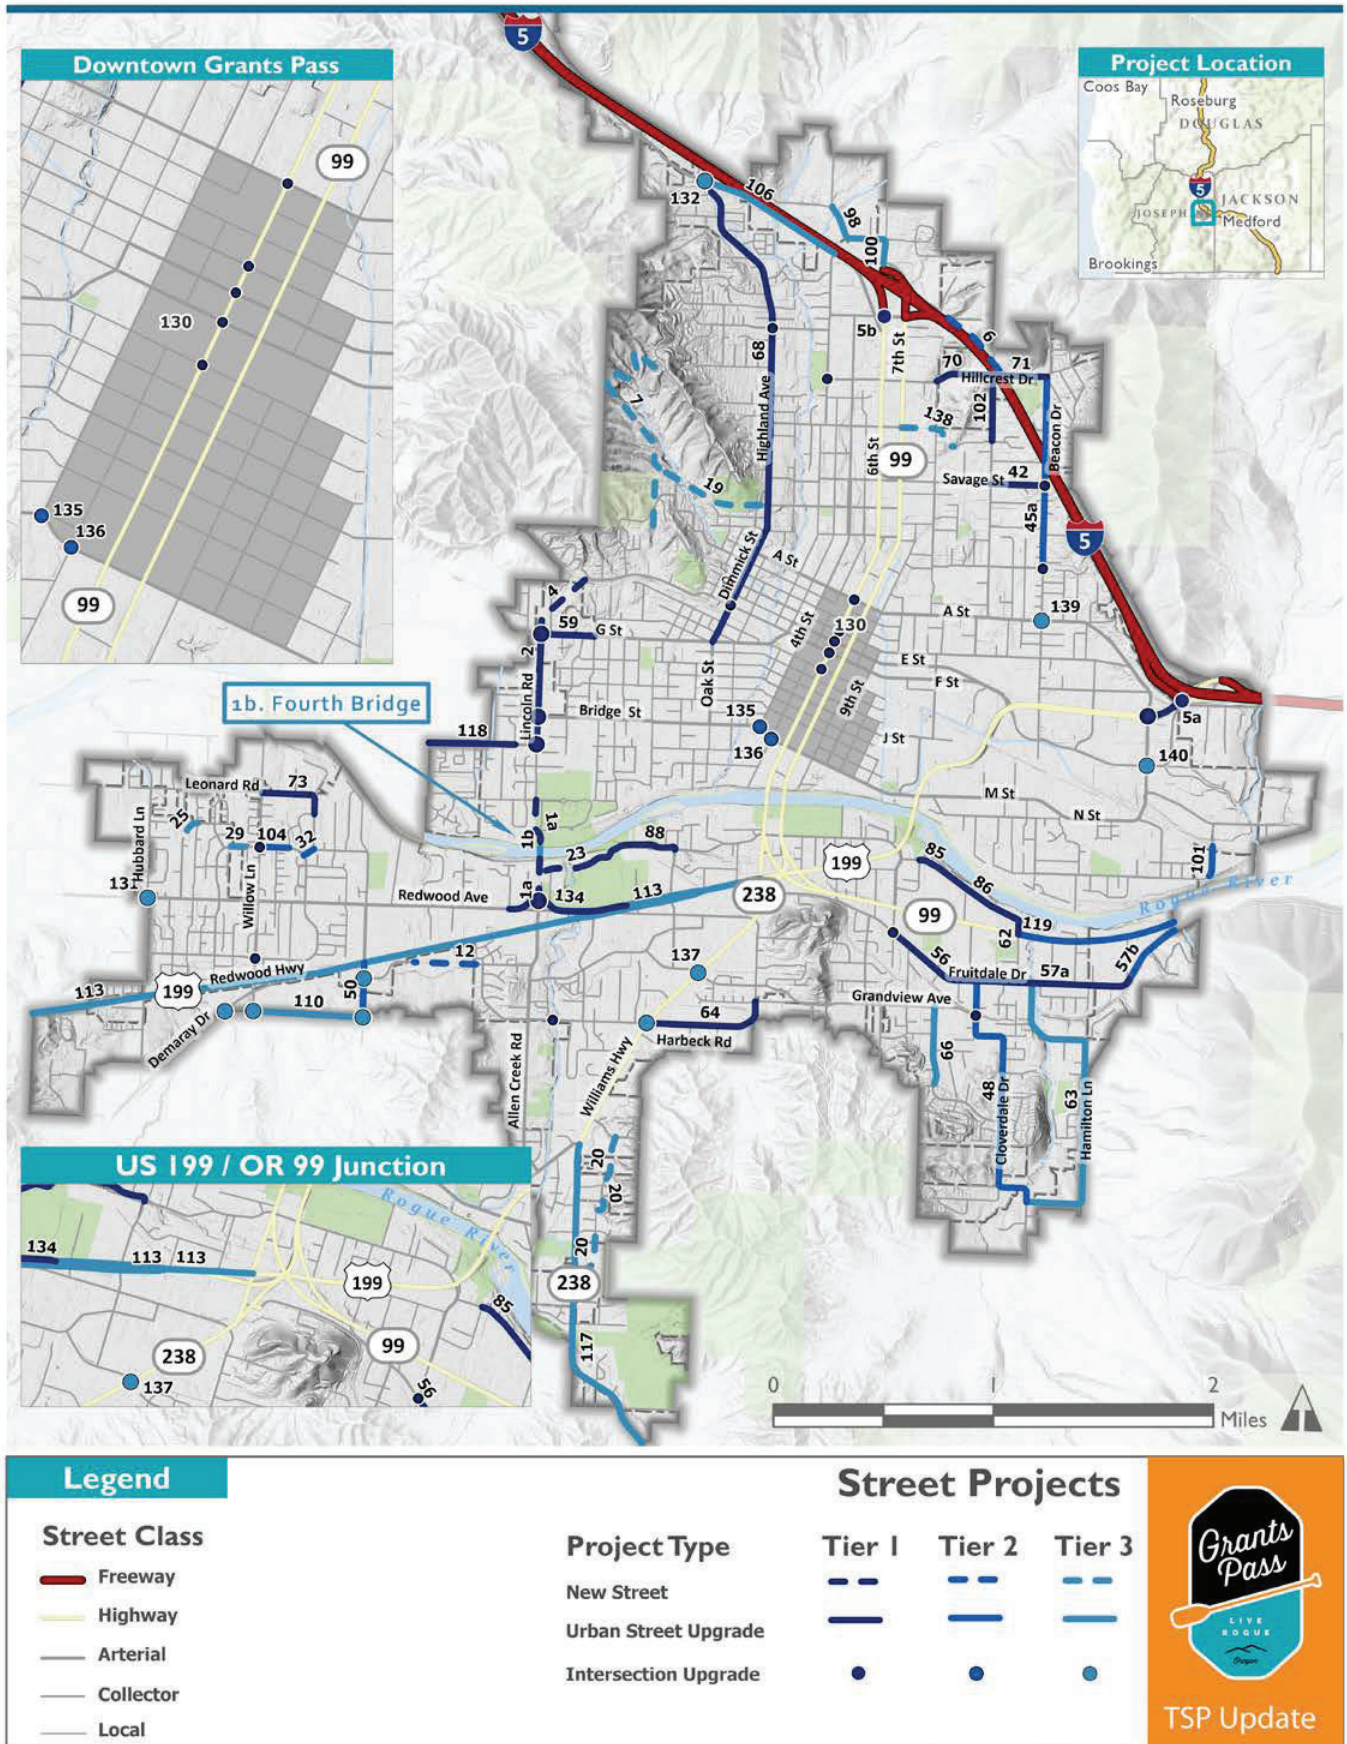 5
Downtown Grants Pass
99
130
135
136
99
Project Location
Coos Bay
Roseburg
DOUGLAS
5
JACKSON
JOSEPH
Medford
Brookings
132
106
98
100
5b
7th St
6
70
71
Hillcrest Dr
68
Highland Ave
102
138
6th St
99
Beacon Dr
Savage St
42
45a
5
7
19
Dimmick St
A St
4
59
G St
2
4th St
130
A St
139
E St
F St
Oak St
9th St
Lincoln Rd
Bridge St
1b. Fourth Bridge
118
135
136
J St
5a
140
Leonard Rd
73
M St
N St
Hubbard Ln
25
29
104
32
1a
1b
23
88
199
85
86
101
Rogue River
Willow Ln
Redwood Ave
1a
134
113
238
99
62
119
12
137
56
Fruitdale Dr
57a
57b
Redwood Hwy
113
199
50
110
Demaray Dr
64
Harbeck Rd
Grandview Ave
66
Allen Creek Rd
Williams Hwy
48
Cloverdale Dr
63
Hamilton Ln
20
20
20
238
117
US 199 / OR 99 Junction
Rogue River
134
113
113
199
85
238
99
137
56
0
1
2
Miles
Legend
Street Class
Freeway
Highway
Arterial
Collector
Local
Street Projects
Project Type
Tier 1
Tier 2
Tier 3
New Street
Urban Street Upgrade
Intersection Upgrade
Grants
Pass
LIVE
ROGUE
Oregon
TSP Update